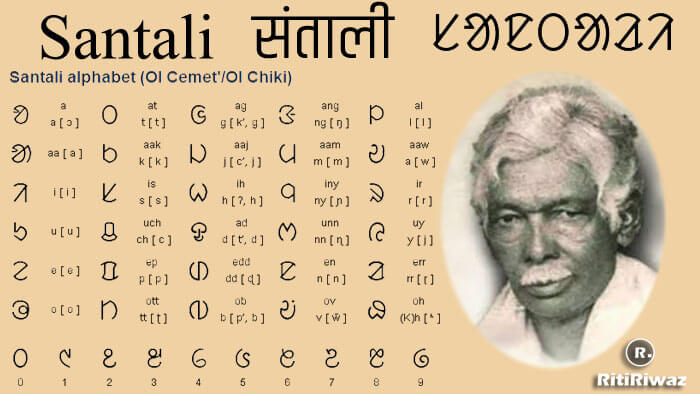 Santali संताली ᱥᱟᱱᱛᱟᱲᱤ
Santali alphabet (Ol Cemet'/Ol Chiki)
a at ag ang al
ᱚ a [ ɔ ] ᱛ t [ t ] ᱜ g [ k', g ] ᱝ ng [ ŋ ] ᱞ l [ l ]
aak aaj aam aaw
ᱟ aa [ a ] ᱠ k [ k ] ᱡ j [ c', j ] ᱢ m [ m ] ᱣ a [ w ]
is ih iny ir
ᱤ i [ i ] ᱥ s [ s ] ᱦ h [ ʔ, h ] ᱧ ny [ ɲ ] ᱨ r [ r ]
uch ad unn uy
ᱩ u [ u ] ᱪ ch [ c ] ᱫ d [ t', d ] ᱬ nn [ ɳ ] ᱭ y [ j ]
ep edd en err
ᱮ e [ e ] ᱯ p [ p ] ᱰ dd [ ɖ ] ᱱ n [ n ] ᱲ rr [ ɽ ]
ott ob ov oh
ᱳ o [ o ] ᱴ tt [ ʈ ] ᱵ b [ p', b ] ᱶ v [ w̃ ] ᱷ (K)h [ ʰ ]
᱐ ᱑ ᱒ ᱓ ᱔ ᱕ ᱖ ᱗ ᱘ ᱙
0 1 2 3 4 5 6 7 8 9
R.
RitiRiwaz